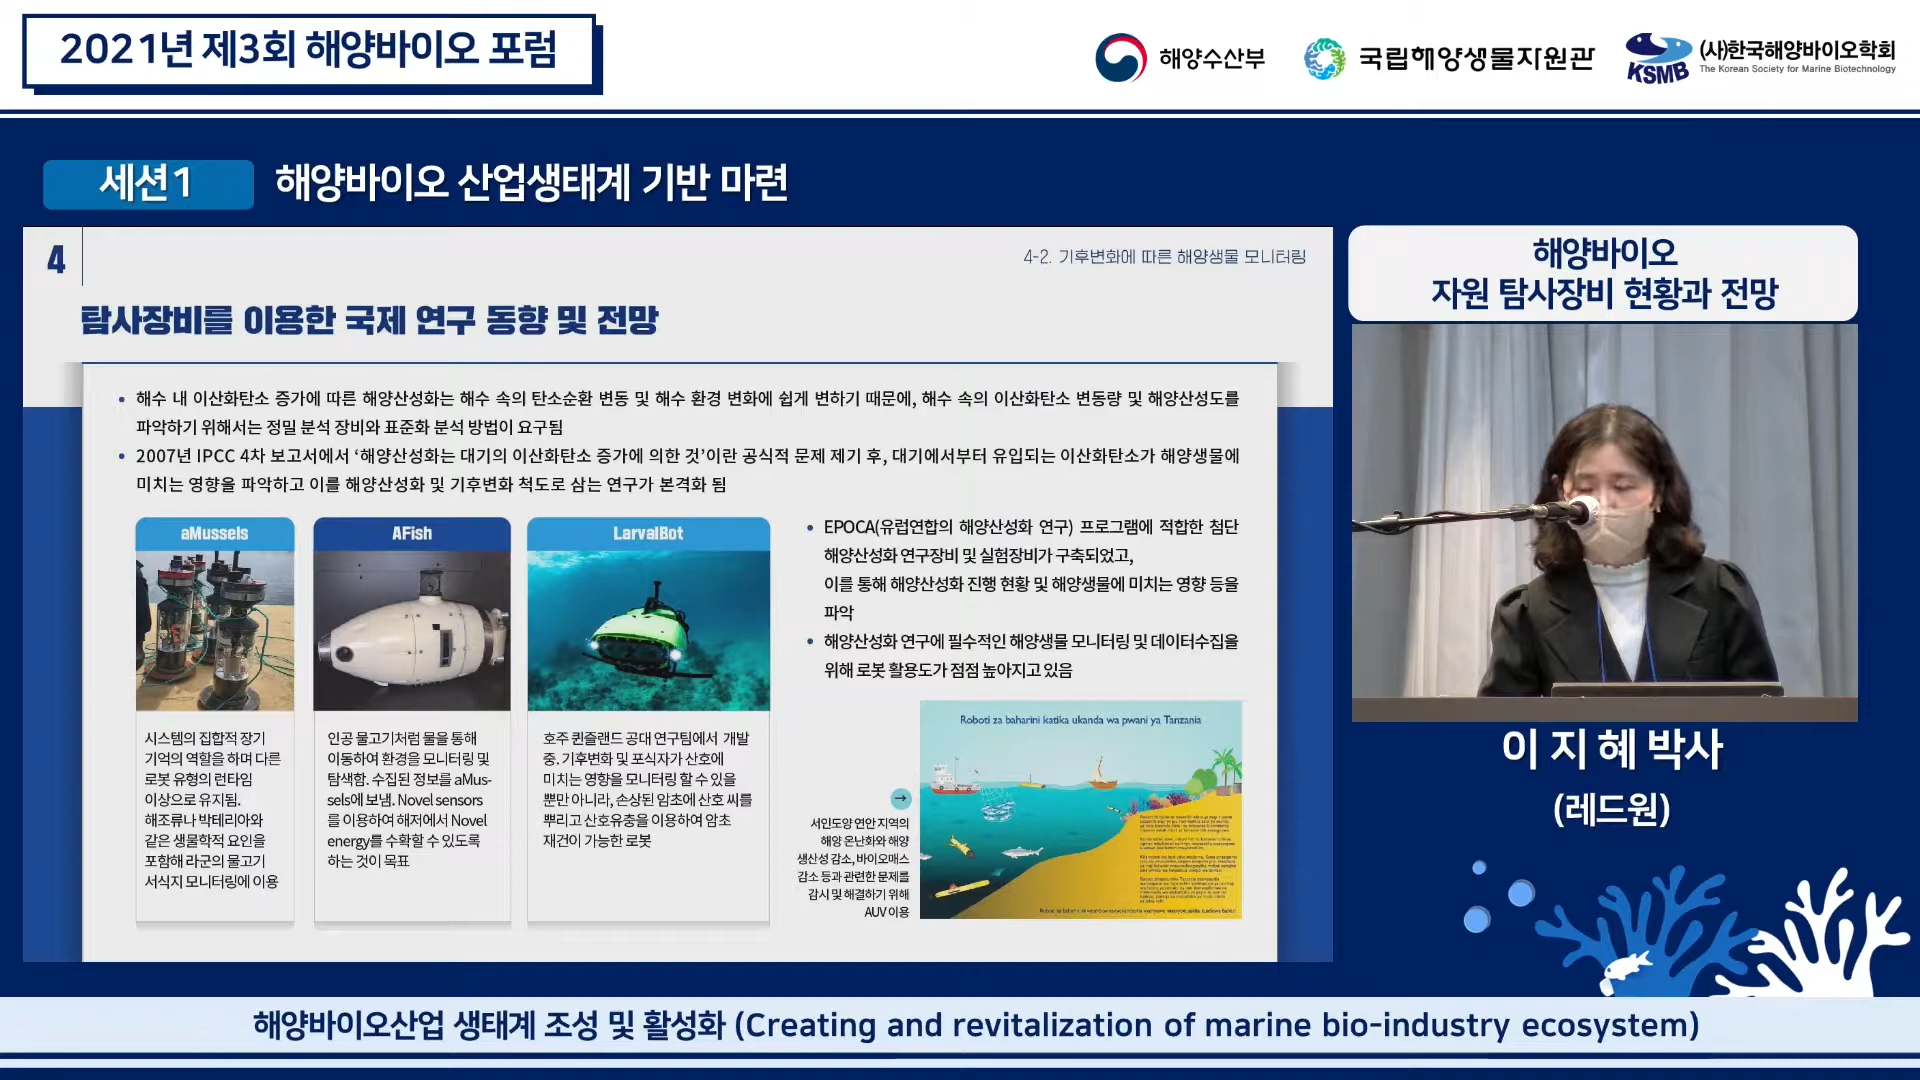 2021년 제3회 해양바이오 포럼
해양수산부
국립해양생물자원관
KSMB
(사)한국해양바이오학회
The Korean Society for Marine Biotechnology
세션1
해양바이오 산업생태계 기반 마련
4
4-2. 기후변화에 따른 해양생물 모니터링
탐사장비를 이용한 국제 연구 동향 및 전망
• 해수 내 이산화탄소 증가에 따른 해양산성화는 해수 속의 탄소순환 변동 및 해수 환경 변화에 쉽게 변하기 때문에, 해수 속의 이산화탄소 변동량 및 해양산성도를
파악하기 위해서는 정밀 분석 장비와 표준화 분석 방법이 요구됨
• 2007년 IPCC 4차 보고서에서 ‘해양산성화는 대기의 이산화탄소 증가에 의한 것’이란 공식적 문제 제기 후, 대기에서부터 유입되는 이산화탄소가 해양생물에
미치는 영향을 파악하고 이를 해양산성화 및 기후변화 척도로 삼는 연구가 본격화 됨
aMussels
시스템의 집합적 장기
기억의 역할을 하며 다른
로봇 유형의 런타임
이상으로 유지됨.
해조류나 박테리아와
같은 생물학적 요인을
포함해 라군의 물고기
서식지 모니터링에 이용
AFish
인공 물고기처럼 물을 통해
이동하여 환경을 모니터링 및
탐색함. 수집된 정보를 aMus-
sels에 보냄. Novel sensors
를 이용하여 해저에서 Novel
energy를 수확할 수 있도록
하는 것이 목표
LarvalBot
호주 퀸즐랜드 공대 연구팀에서 개발
중. 기후변화 및 포식자가 산호에
미치는 영향을 모니터링 할 수 있을
뿐만 아니라, 손상된 암초에 산호 씨를
뿌리고 산호유충을 이용하여 암초
재건이 가능한 로봇
• EPOCA(유럽연합의 해양산성화 연구) 프로그램에 적합한 첨단
해양산성화 연구장비 및 실험장비가 구축되었고,
이를 통해 해양산성화 진행 현황 및 해양생물에 미치는 영향 등을
파악
• 해양산성화 연구에 필수적인 해양생물 모니터링 및 데이터수집을
위해 로봇 활용도가 점점 높아지고 있음
→
서인도양 연안 지역의
해양 온난화와 해양
생산성 감소, 바이오매스
감소 등과 관련한 문제를
감시 및 해결하기 위해
AUV 이용
Roboti za baharini katika ukanda wa pwani ya Tanzania
해양바이오
자원 탐사장비 현황과 전망
이 지 혜 박사
(레드원)
해양바이오산업 생태계 조성 및 활성화 (Creating and revitalization of marine bio-industry ecosystem)